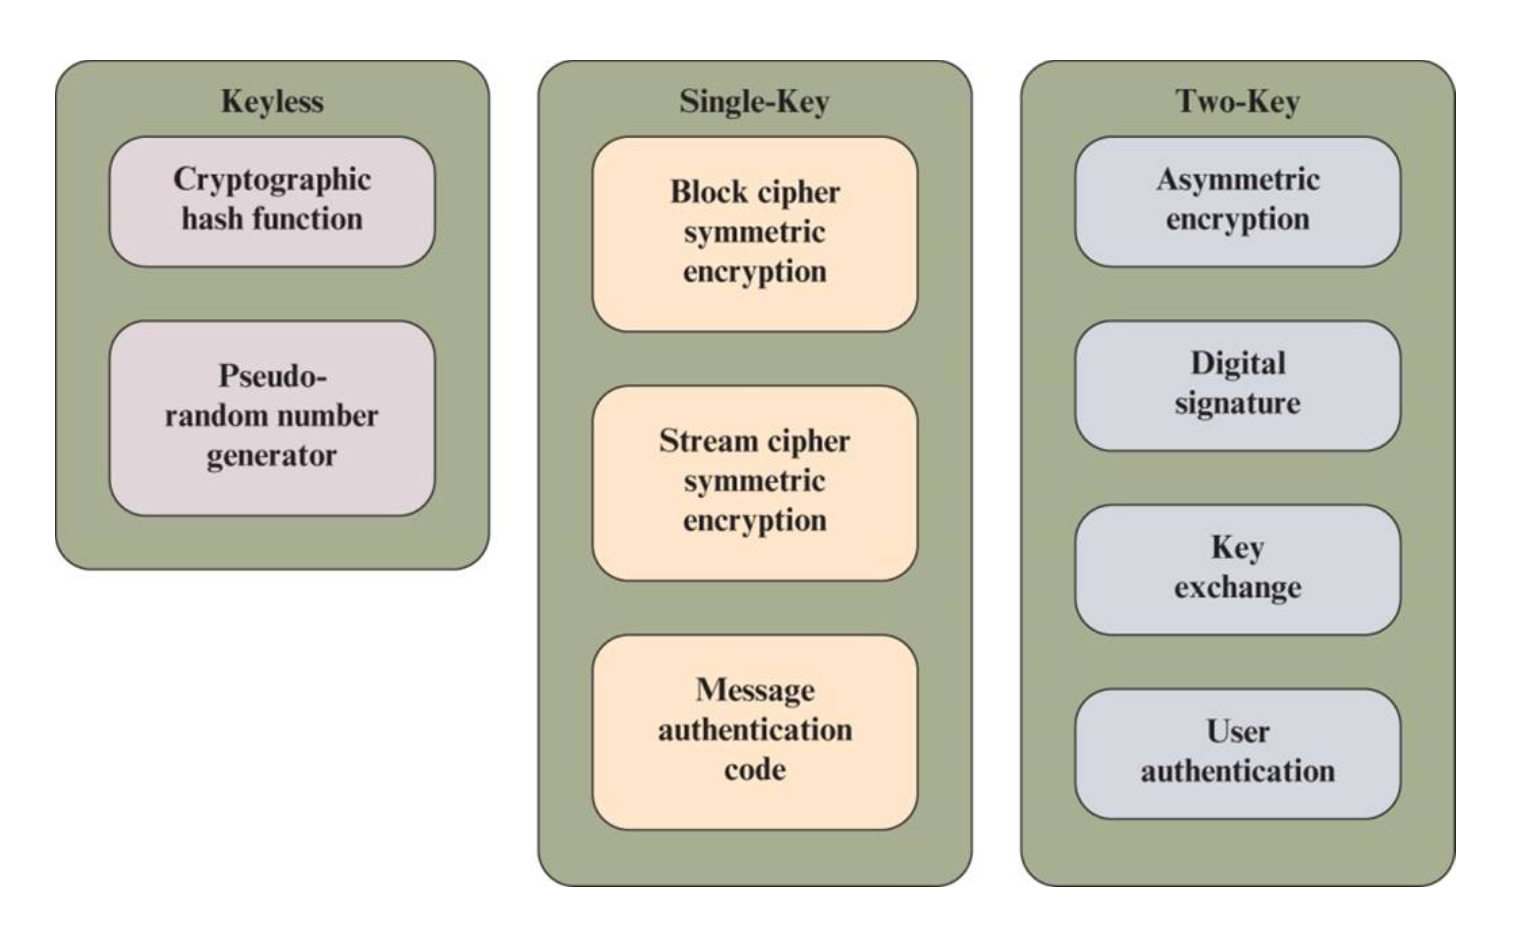 Keyless
Cryptographic
hash function
Pseudo-
random number
generator
Single-Key
Block cipher
symmetric
encryption
Stream cipher
symmetric
encryption
Message
authentication
code
Two-Key
Asymmetric
encryption
Digital
signature
Key
exchange
User
authentication